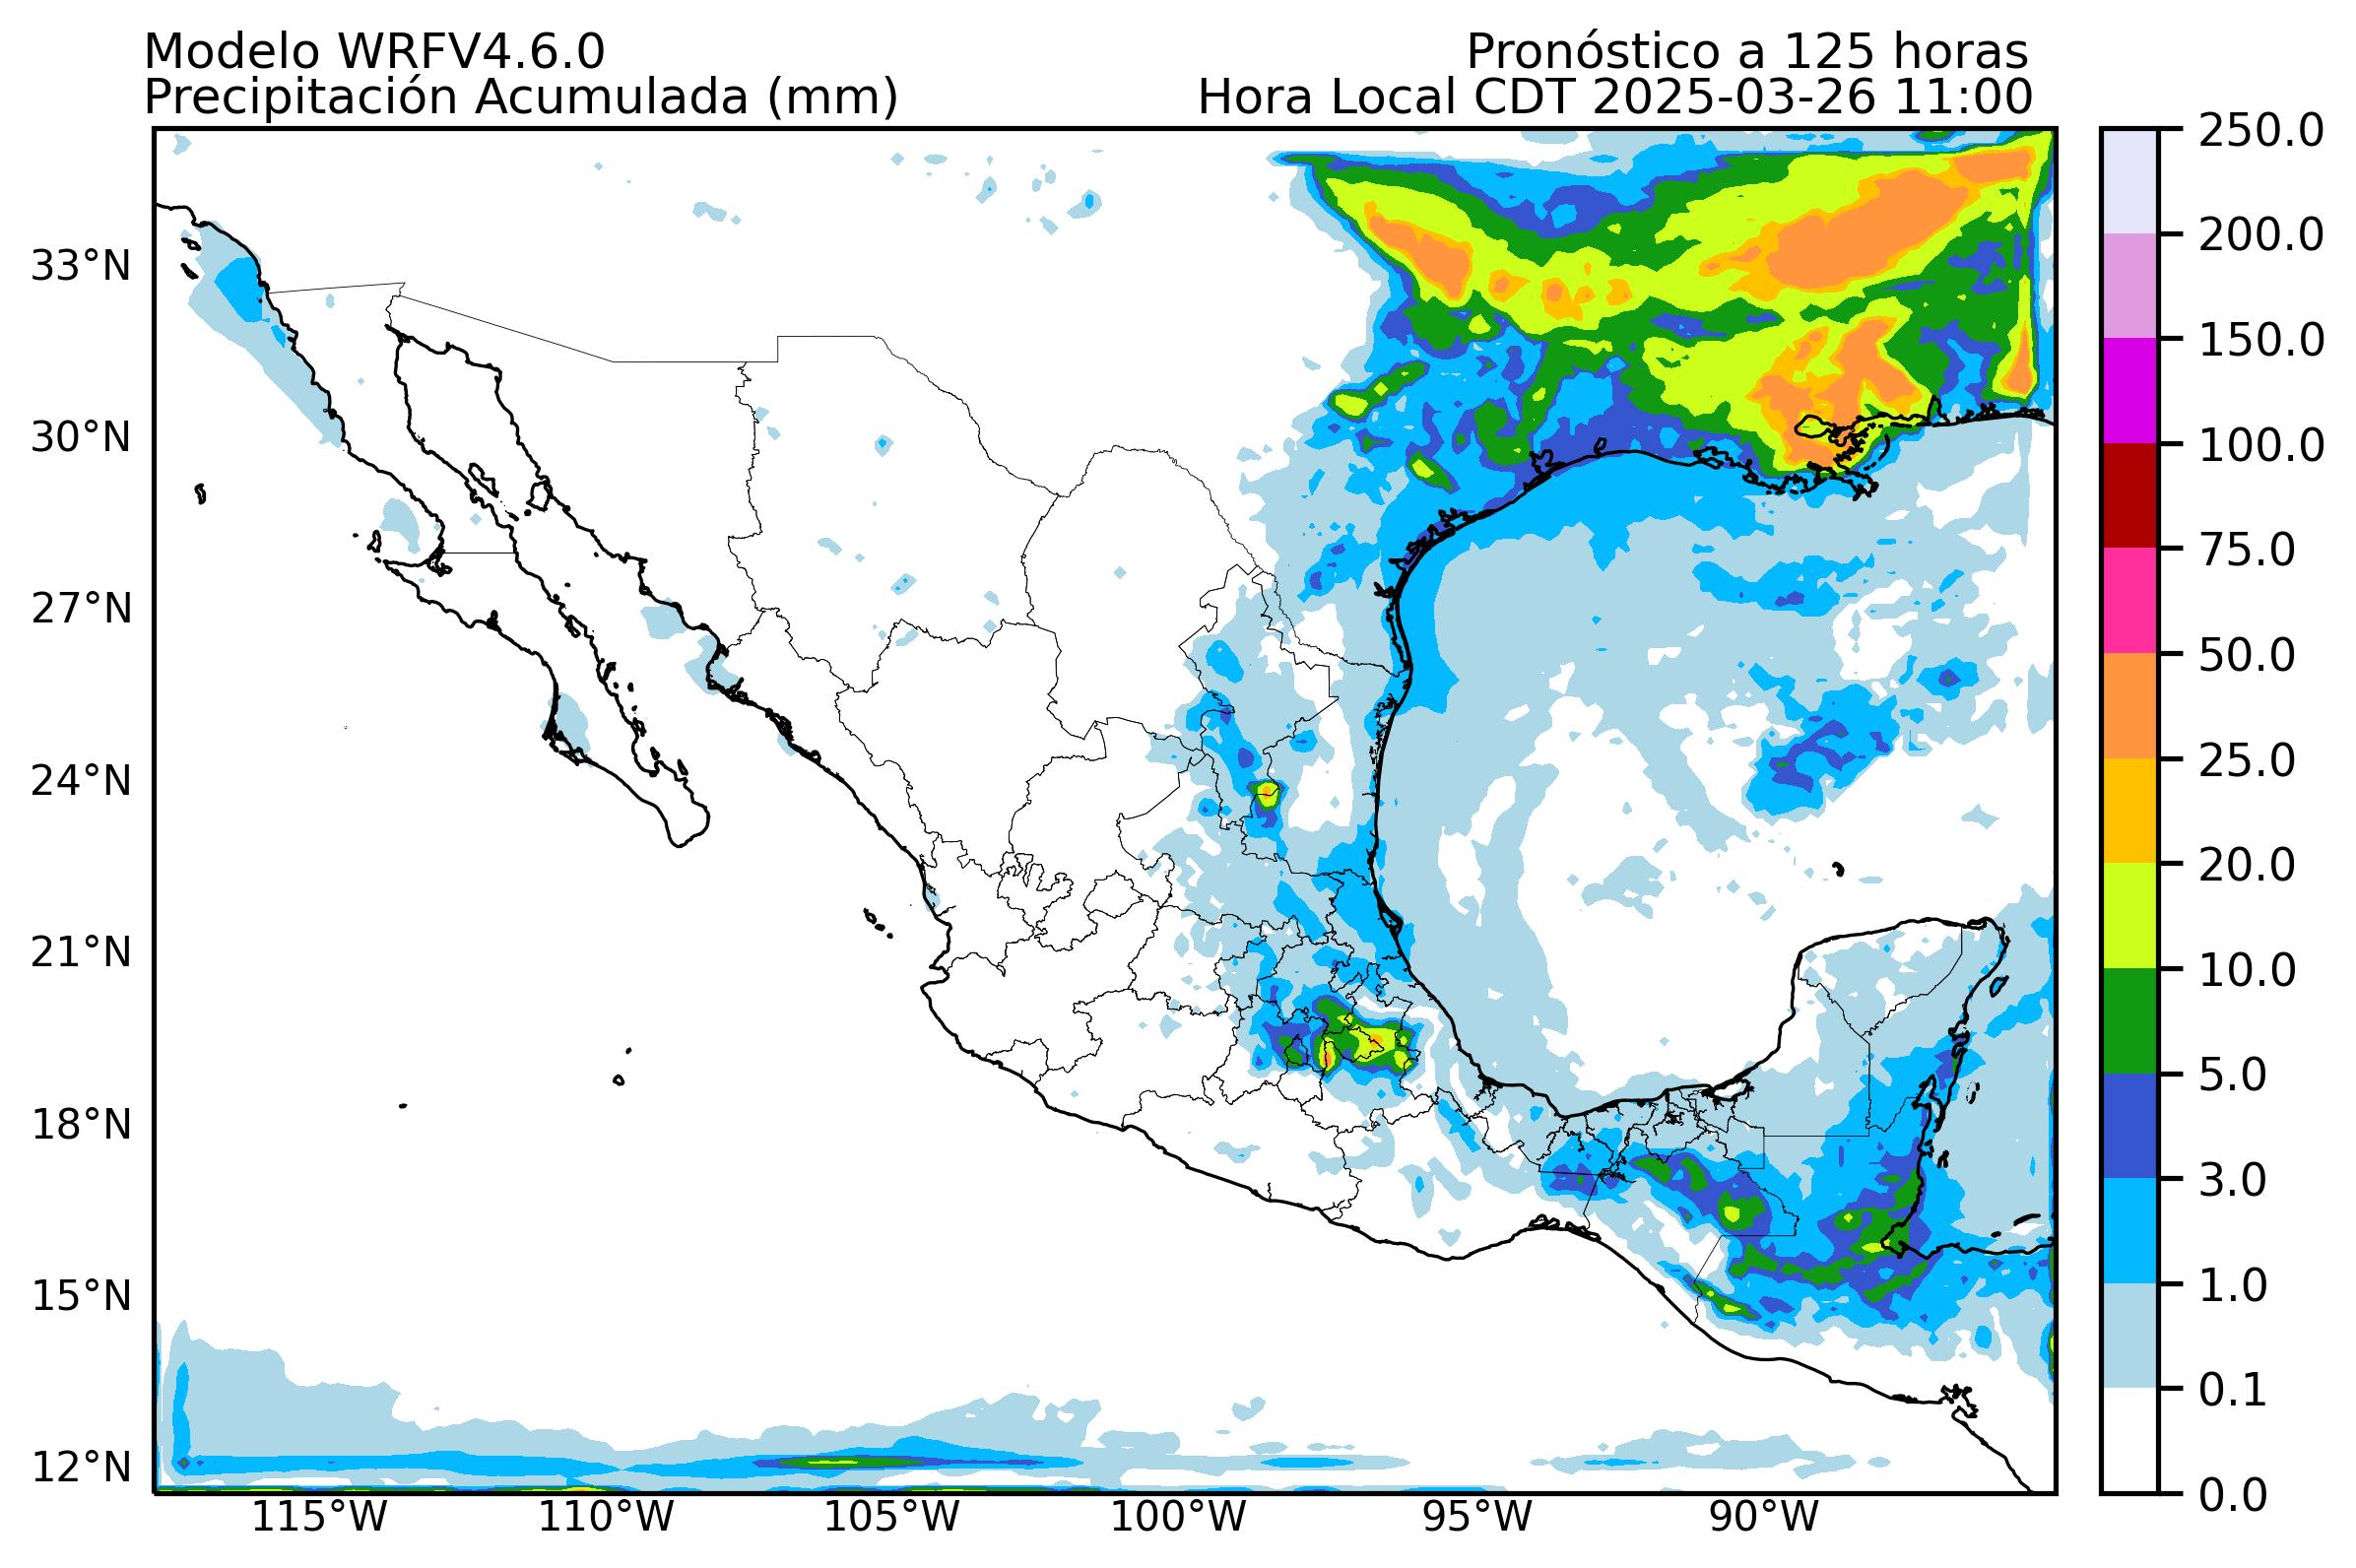 Modelo WRFV4.6.0
Pronóstico a 125 horas
Precipitación Acumulada (mm)
Hora Local CDT 2025-03-26 11:00
33°N
30°N
27°N
24°N
21°N
18°N
15°N
12°N
115°W
110°W
105°W
100°W
95°W
90°W
250.0
200.0
150.0
100.0
75.0
50.0
25.0
20.0
10.0
5.0
3.0
1.0
0.1
0.0